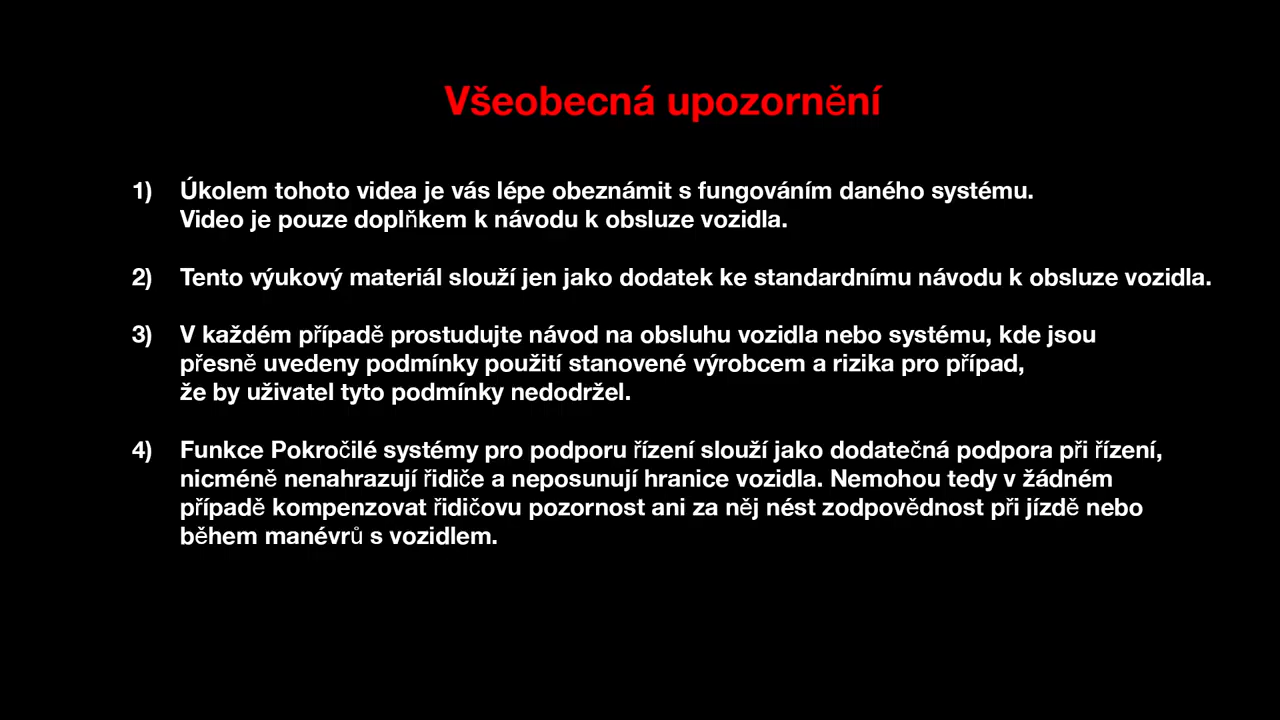 Všeobecná upozornění
1) Úkolem tohoto videa je vás lépe obeznámit s fungováním daného systému.
Video je pouze doplňkem k návodu k obsluze vozidla.
2) Tento výukový materiál slouží jen jako dodatek ke standardnímu návodu k obsluze vozidla.
3) V každém případě prostudujte návod na obsluhu vozidla nebo systému, kde jsou
přesně uvedeny podmínky použití stanovené výrobcem a rizika pro případ,
že by uživatel tyto podmínky nedodržel.
4) Funkce Pokročilé systémy pro podporu řízení slouží jako dodatečná podpora při řízení,
nicméně nenahrazují řidiče a neposunují hranice vozidla. Nemohou tedy v žádném
případě kompenzovat řidičovu pozornost ani za něj nést zodpovědnost při jízdě nebo
během manévrů s vozidlem.